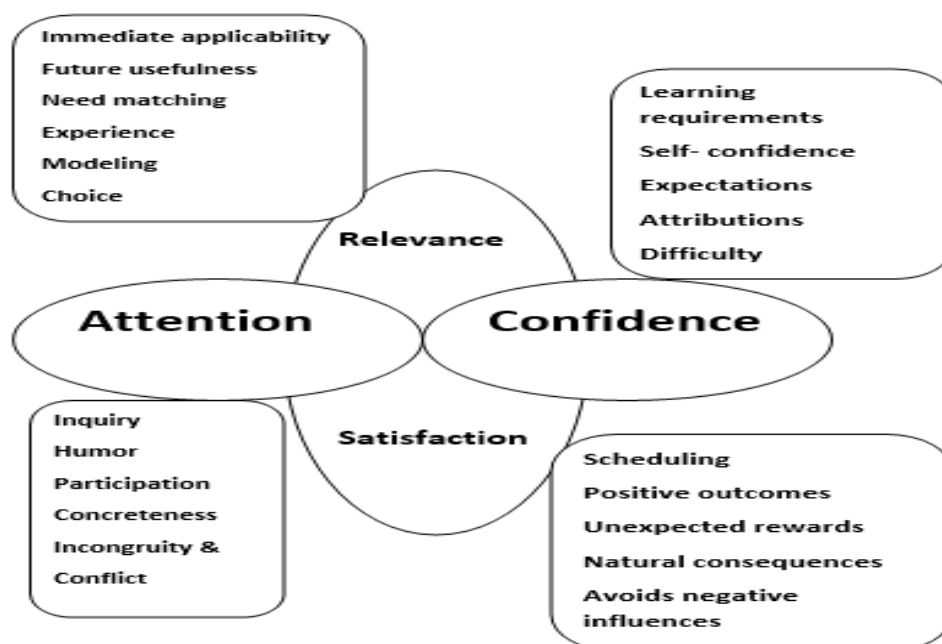 Immediate applicability
Future usefulness
Need matching
Experience
Modeling
Choice
Learning
requirements
Self- confidence
Expectations
Attributions
Difficulty
Relevance
Attention
Confidence
Satisfaction
Inquiry
Humor
Participation
Concreteness
Incongruity &
Conflict
Scheduling
Positive outcomes
Unexpected rewards
Natural consequences
Avoids negative
influences